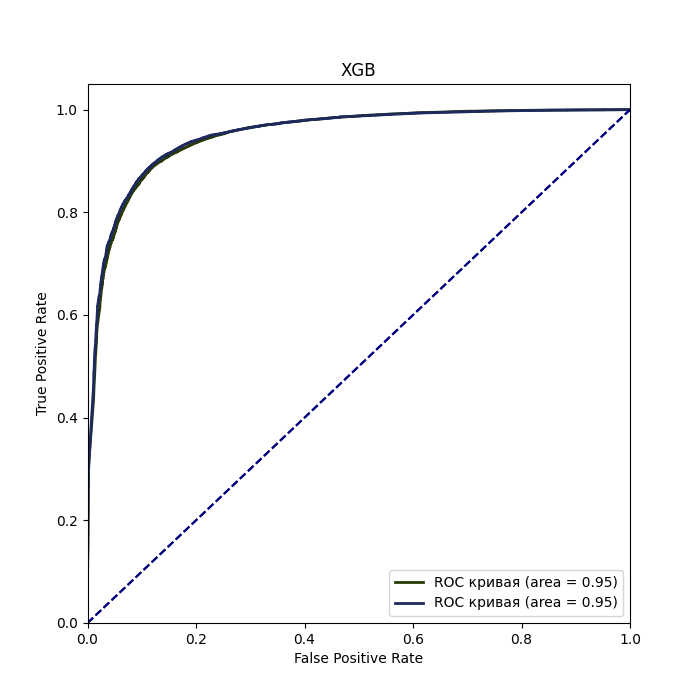 XGB
1.0
0.8
0.6
0.4
0.2
0.0
True Positive Rate
ROC кривая (area = 0.95)
ROC кривая (area = 0.95)
0.0 0.2 0.4 0.6 0.8 1.0
False Positive Rate